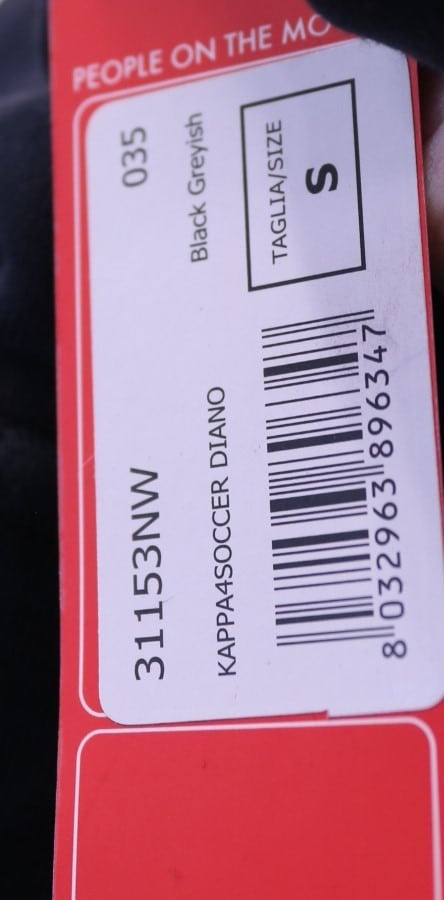 PEOPLE ON THE MO
31153NW 035
KAPPA4SOCCER DIANO Black Greyish
TAGLIA/SIZE
S
8 032963 896347